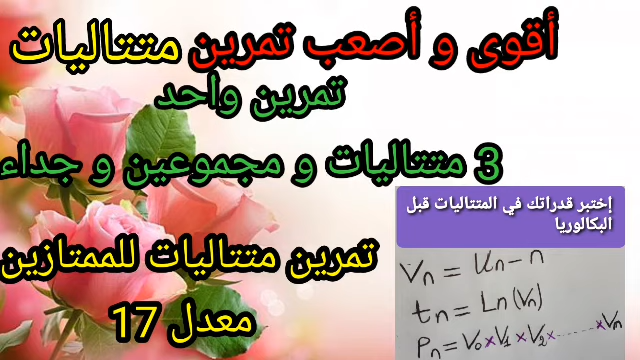 أقوى و أصعب تمرين متتاليات
تمرين واحد
3 متتاليات و مجموعين و جداء
إختبر قدراتك في المتتاليات قبل
البكالوريا
تمرين متتاليات للممتازين
معدل 17
Vn = Un - n
tn = Ln(Vn)
Pn = V0 × V1 × V2 × ------- × Vn